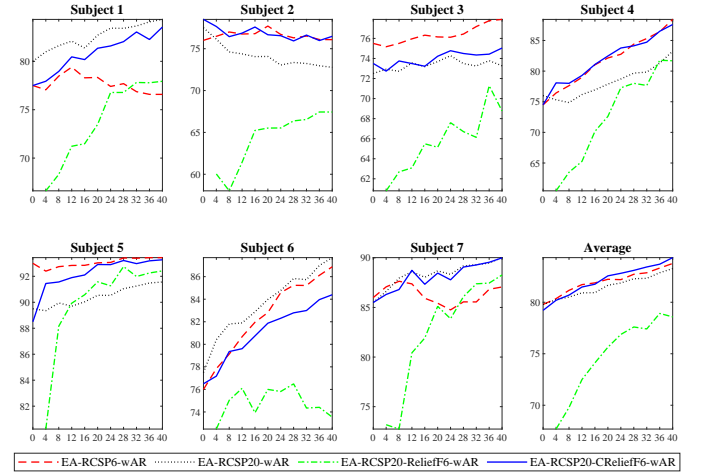 Subject 1
Subject 2
Subject 3
Subject 4
80
75
70
0 4 8 12 16 20 24 28 32 36 40
75
70
65
60
0 4 8 12 16 20 24 28 32 36 40
76
74
72
70
68
66
64
62
0 4 8 12 16 20 24 28 32 36 40
85
80
75
70
65
0 4 8 12 16 20 24 28 32 36 40
Subject 5
Subject 6
Subject 7
Average
92
90
88
86
84
82
0 4 8 12 16 20 24 28 32 36 40
86
84
82
80
78
76
74
72
0 4 8 12 16 20 24 28 32 36 40
90
85
80
75
0 4 8 12 16 20 24 28 32 36 40
80
75
70
0 4 8 12 16 20 24 28 32 36 40
EA-RCSP6-wAR EA-RCSP20-wAR EA-RCSP20-ReliefF6-wAR EA-RCSP20-CReliefF6-wAR